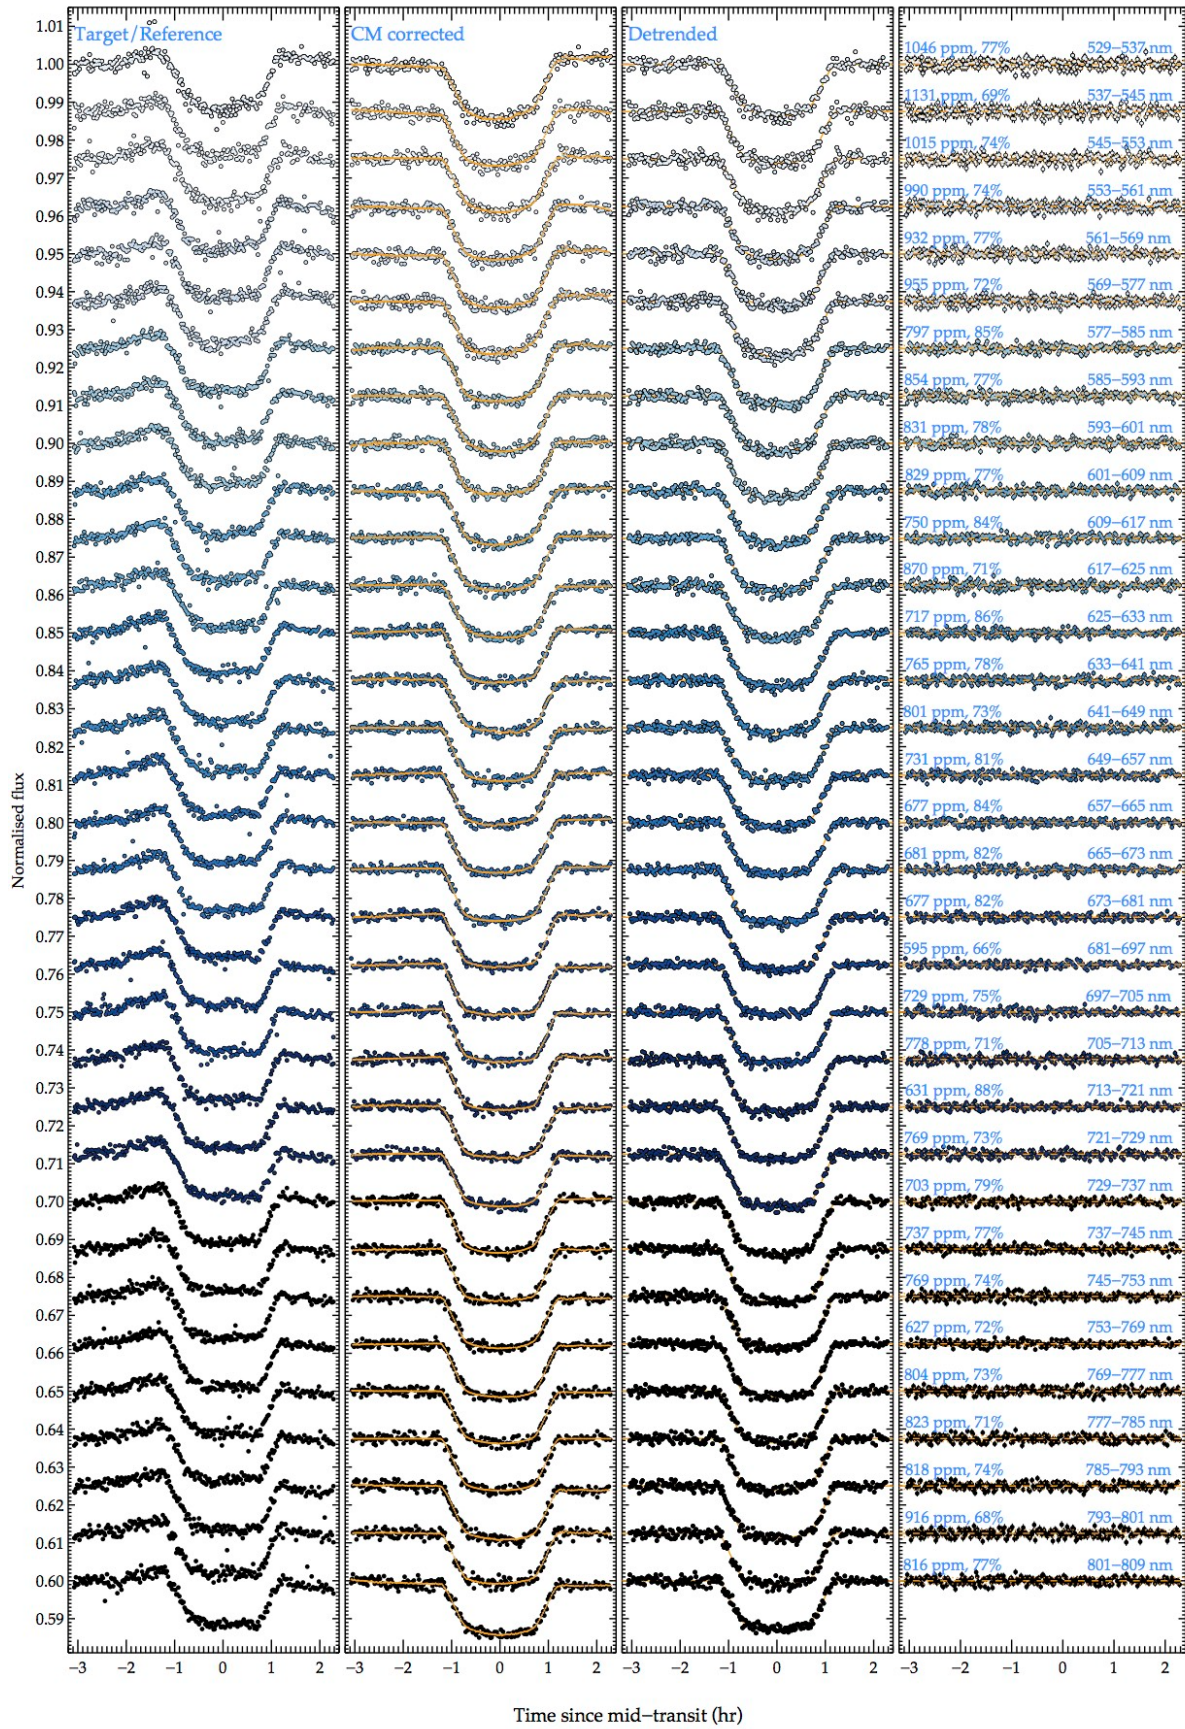 Target/Reference
CM corrected
Detrended
1046 ppm, 77% 529–537 nm
1131 ppm, 69% 537–545 nm
1015 ppm, 74% 545–553 nm
990 ppm, 74% 553–561 nm
932 ppm, 77% 561–569 nm
955 ppm, 72% 569–577 nm
797 ppm, 85% 577–585 nm
854 ppm, 77% 585–593 nm
831 ppm, 78% 593–601 nm
829 ppm, 77% 601–609 nm
750 ppm, 84% 609–617 nm
870 ppm, 71% 617–625 nm
717 ppm, 86% 625–633 nm
765 ppm, 78% 633–641 nm
801 ppm, 73% 641–649 nm
731 ppm, 81% 649–657 nm
677 ppm, 84% 657–665 nm
681 ppm, 82% 665–673 nm
677 ppm, 82% 673–681 nm
595 ppm, 66% 681–697 nm
729 ppm, 75% 697–705 nm
778 ppm, 71% 705–713 nm
631 ppm, 88% 713–721 nm
769 ppm, 73% 721–729 nm
703 ppm, 79% 729–737 nm
737 ppm, 77% 737–745 nm
769 ppm, 74% 745–753 nm
627 ppm, 72% 753–769 nm
804 ppm, 73% 769–777 nm
823 ppm, 71% 777–785 nm
818 ppm, 74% 785–793 nm
916 ppm, 68% 793–801 nm
816 ppm, 77% 801–809 nm
1.01
1.00
0.99
0.98
0.97
0.96
0.95
0.94
0.93
0.92
0.91
0.90
0.89
0.88
0.87
0.86
0.85
0.84
0.83
0.82
0.81
0.80
0.79
0.78
0.77
0.76
0.75
0.74
0.73
0.72
0.71
0.70
0.69
0.68
0.67
0.66
0.65
0.64
0.63
0.62
0.61
0.60
0.59
Normalised flux
−3 −2 −1 0 1 2 −3 −2 −1 0 1 2 −3 −2 −1 0 1 2 −3 −2 −1 0 1 2
Time since mid−transit (hr)